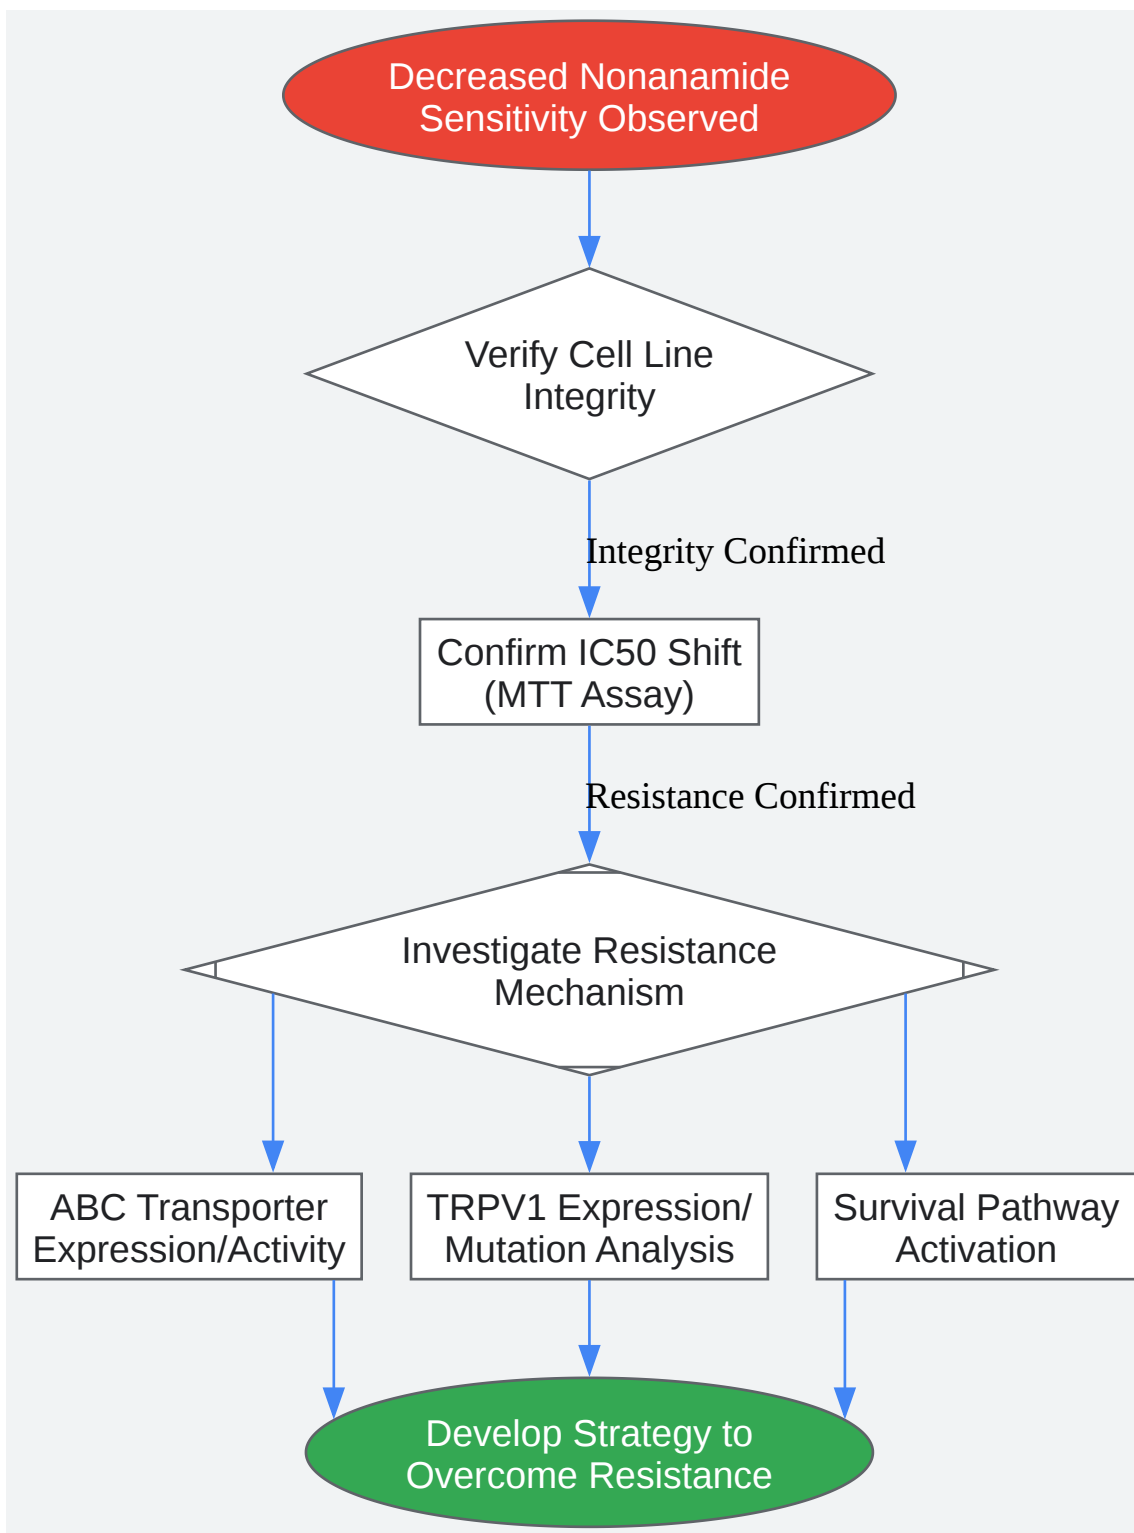 Decreased Nonanamide
Sensitivity Observed
Verify Cell Line
Integrity
Integrity Confirmed
Confirm IC50 Shift
(MTT Assay)
Resistance Confirmed
Investigate Resistance
Mechanism
ABC Transporter
Expression/Activity
TRPV1 Expression/
Mutation Analysis
Survival Pathway
Activation
Develop Strategy to
Overcome Resistance